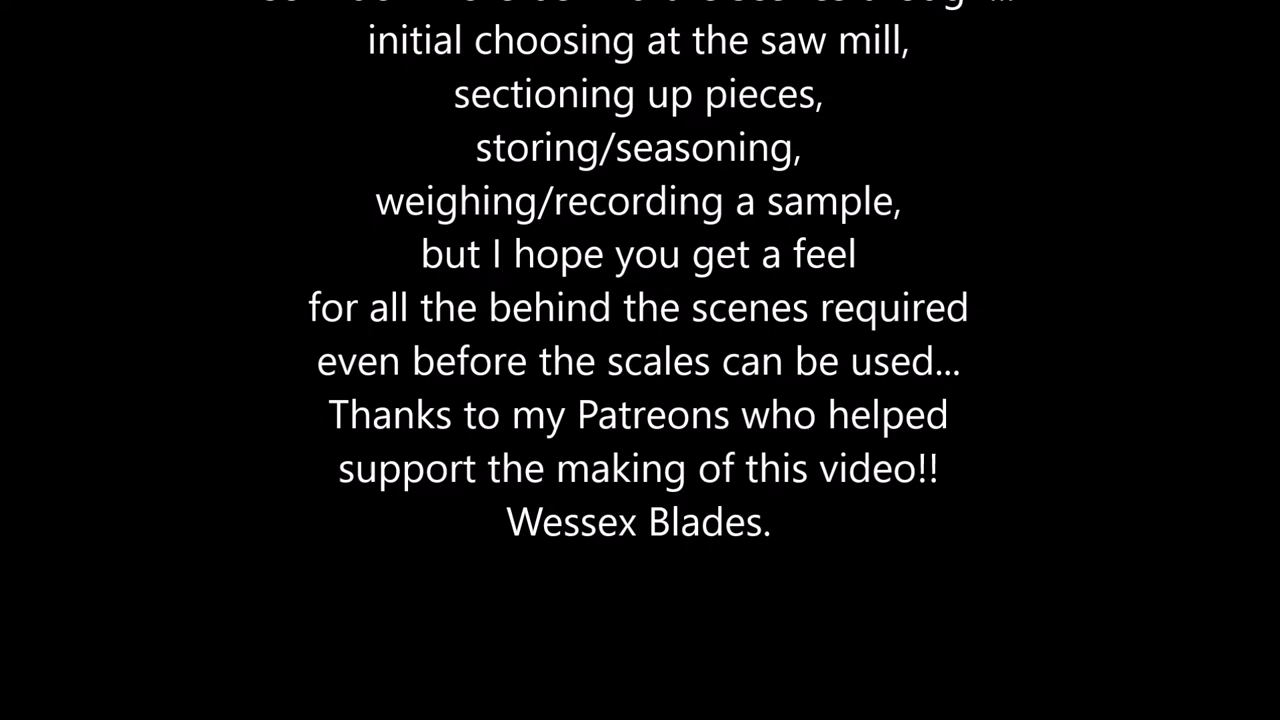 initial choosing at the saw mill,
sectioning up pieces,
storing/seasoning,
weighing/recording a sample,
but I hope you get a feel
for all the behind the scenes required
even before the scales can be used...
Thanks to my Patreons who helped
support the making of this video!!
Wessex Blades.